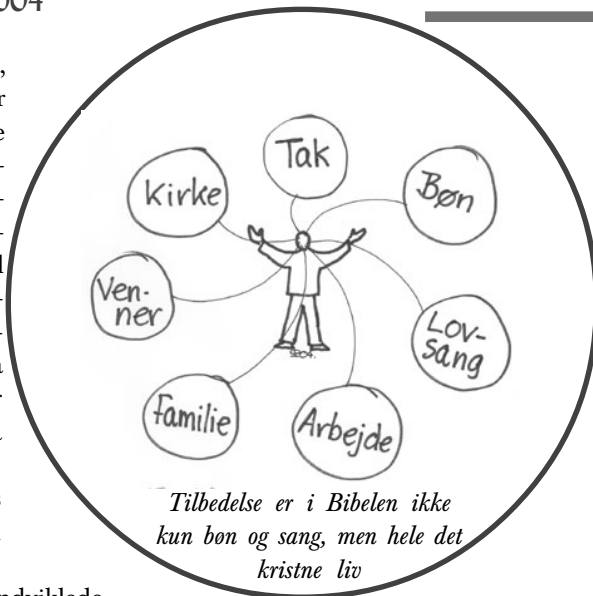 Tak
Kirke
Bøn
Ven-
ner
Lov-
sang
Familie
Arbejde
Tilbedelse er i Bibelen ikke
kun bøn og sang, men hele det
kristne liv